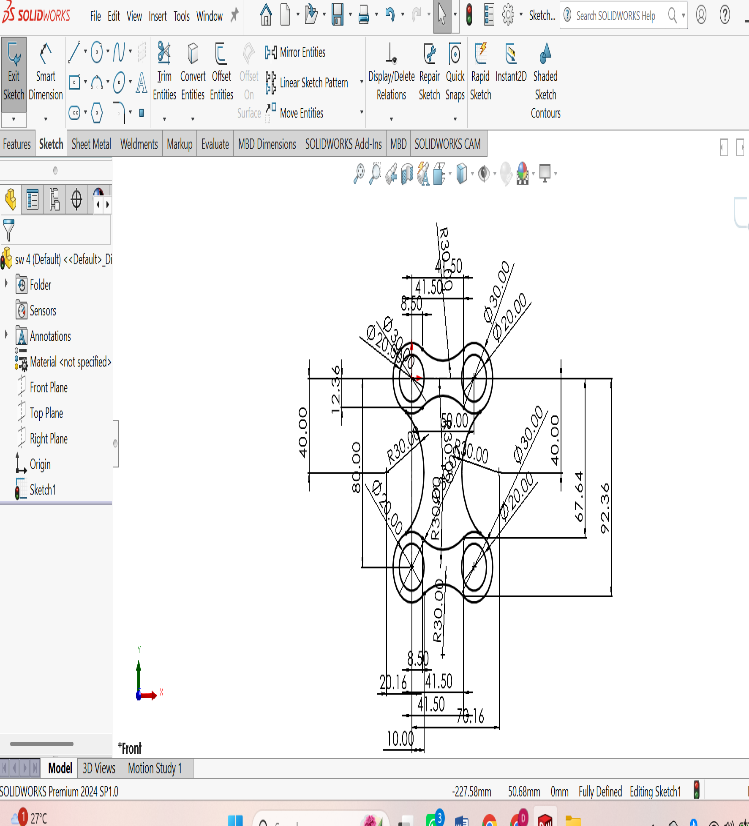 SOLIDWORKS File Edit View Insert Tools Window Sketch... Search SOLIDWORKS Help
Exit Sketch
Smart Dimension
Trim Entities
Convert Entities
Offset Entities
Offset On Surface
Mirror Entities
Linear Sketch Pattern
Move Entities
Display/Delete Relations
Repair Sketch
Quick Snaps
Rapid Sketch
Instant2D
Shaded Sketch Contours
Features Sketch Sheet Metal Weldments Markup Evaluate MBD Dimensions SOLIDWORKS Add-Ins MBD SOLIDWORKS CAM
sw 4 (Default) <<Default>_Di
Folder
Sensors
Annotations
Material <not specified>
Front Plane
Top Plane
Right Plane
Origin
Sketch1
R30.00
41.50
8.50
Ø30.00
Ø20.00
Ø30.00
12.36
40.00
80.00
50.00
R30.00
R30.00
Ø30.00
40.00
Ø20.00
Ø20.00
R30.00
67.64
92.36
R30.00
8.50
20.16
41.50
41.50
70.16
10.00
Y
X
*Front
Model 3D Views Motion Study 1
SOLIDWORKS Premium 2024 SP1.0 -227.58mm 50.68mm 0mm Fully Defined Editing Sketch1
1 27°C
3